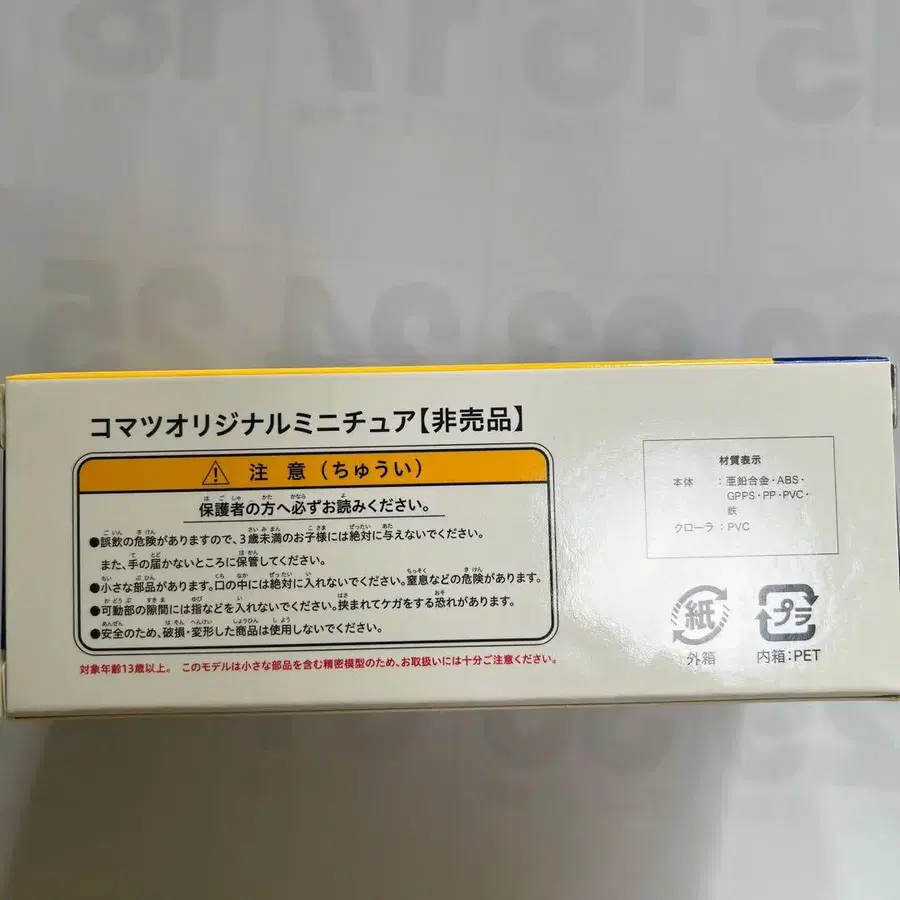 コマツオリジナルミニチュア【非売品】
注 意（ちゅうい）
保護者の方へ必ずお読みください。
●誤飲の危険がありますので、3歳未満のお子様には絶対に与えないでください。
また、手の届かないところに保管してください。
●小さな部品があります。口の中には絶対に入れないでください。窒息などの危険があります。
●可動部の隙間には指などを入れないでください。挟まれてケガをする恐れがあります。
●安全のため、破損・変形した商品は使用しないでください。
対象年齢13歳以上。 このモデルは小さな部品を含む精密模型のため、お取扱いには十分ご注意ください。
材質表示
本体 ：亜鉛合金・ABS・
GPPS・PP・PVC・
鉄
クローラ：PVC
紙
外箱
プラ
内箱：PET